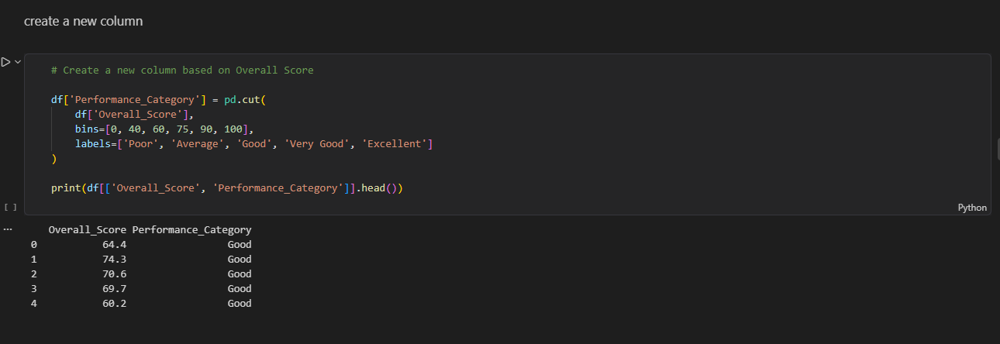 create a new column
# Create a new column based on Overall Score
df['Performance_Category'] = pd.cut(
    df['Overall_Score'],
    bins=[0, 40, 60, 75, 90, 100],
    labels=['Poor', 'Average', 'Good', 'Very Good', 'Excellent']
)
print(df[['Overall_Score', 'Performance_Category']].head())
[ ]
Python
...
   Overall_Score Performance_Category
0           64.4                 Good
1           74.3                 Good
2           70.6                 Good
3           69.7                 Good
4           60.2                 Good